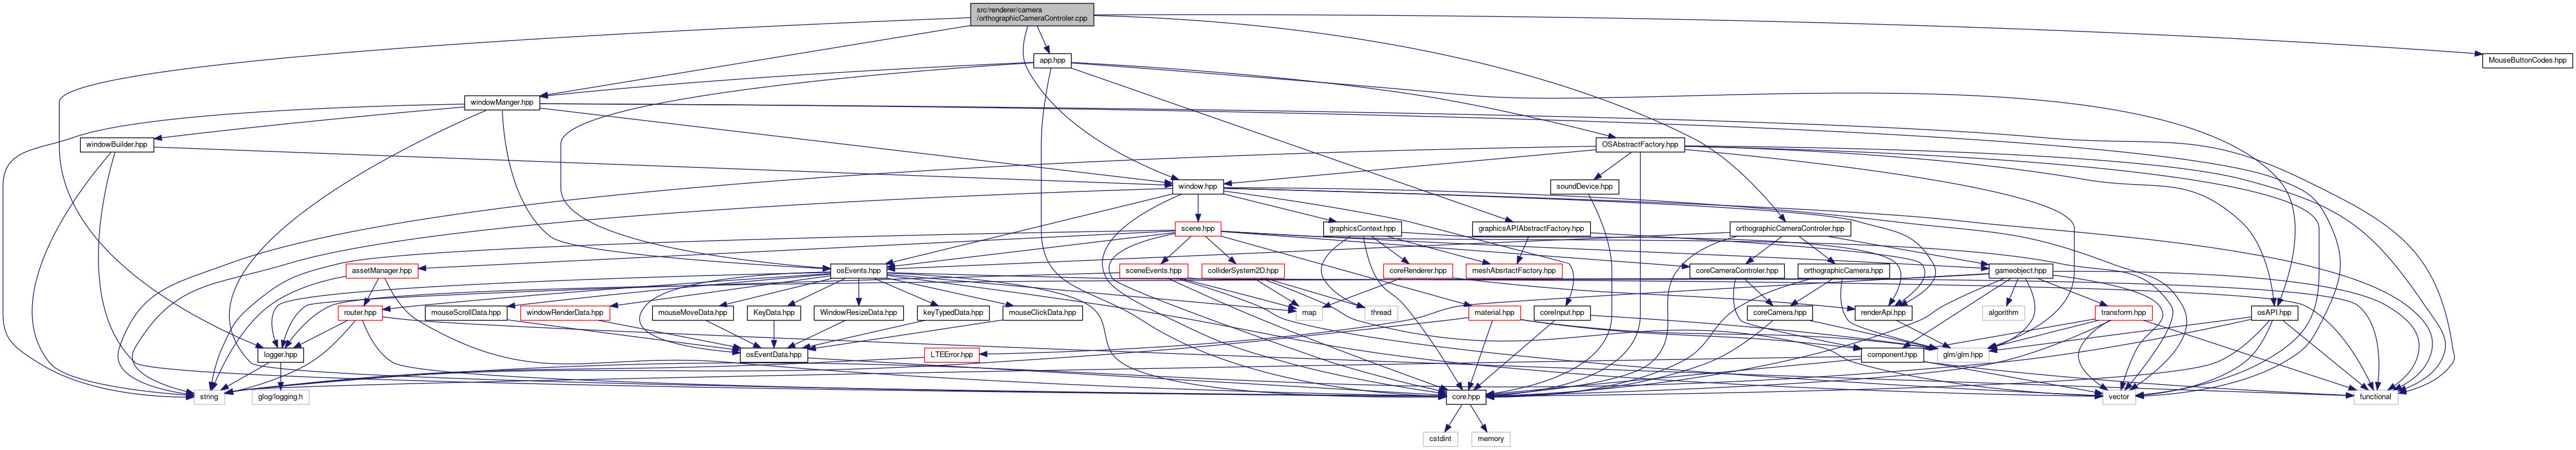 src/renderer/camera
/orthographicCameraControler.cpp
app.hpp
MouseButtonCodes.hpp
windowManger.hpp
windowBuilder.hpp
OSAbstractFactory.hpp
window.hpp
soundDevice.hpp
scene.hpp
graphicsContext.hpp
graphicsAPIAbstractFactory.hpp
orthographicCameraControler.hpp
assetManager.hpp
osEvents.hpp
sceneEvents.hpp
colliderSystem2D.hpp
coreRenderer.hpp
meshAbsrtactFactory.hpp
coreCameraControler.hpp
orthographicCamera.hpp
gameobject.hpp
router.hpp
mouseScrollData.hpp
windowRenderData.hpp
mouseMoveData.hpp
KeyData.hpp
WindowResizeData.hpp
keyTypedData.hpp
mouseClickData.hpp
map
thread
material.hpp
coreInput.hpp
coreCamera.hpp
renderApi.hpp
algorithm
transform.hpp
osAPI.hpp
logger.hpp
osEventData.hpp
LTEError.hpp
component.hpp
glm/glm.hpp
string
glog/logging.h
core.hpp
vector
functional
cstdint
memory